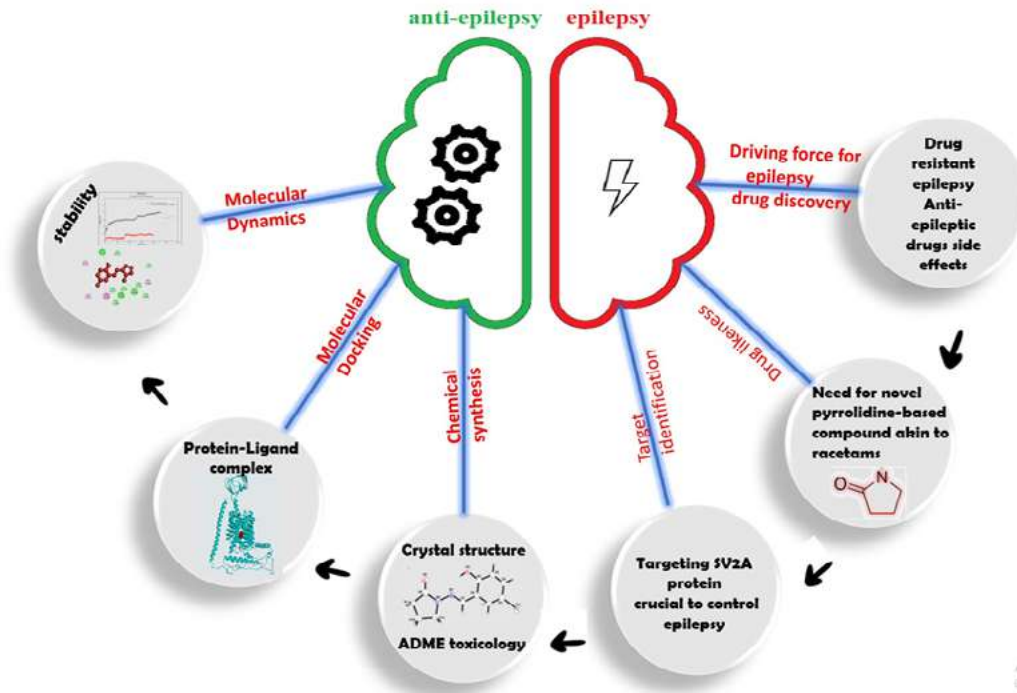 anti-epilepsy
epilepsy
Driving force for
epilepsy
drug discovery
Drug
resistant
epilepsy
Anti-
epileptic
drugs side
effects
Drug likeness
Need for novel
pyrrolidine-based
compound akin to
racetams
O
N
Target
identification
Targeting SV2A
protein
crucial to control
epilepsy
Chemical
synthesis
Crystal structure
ADME toxicology
Molecular
Docking
Protein-Ligand
complex
Molecular
Dynamics
stability